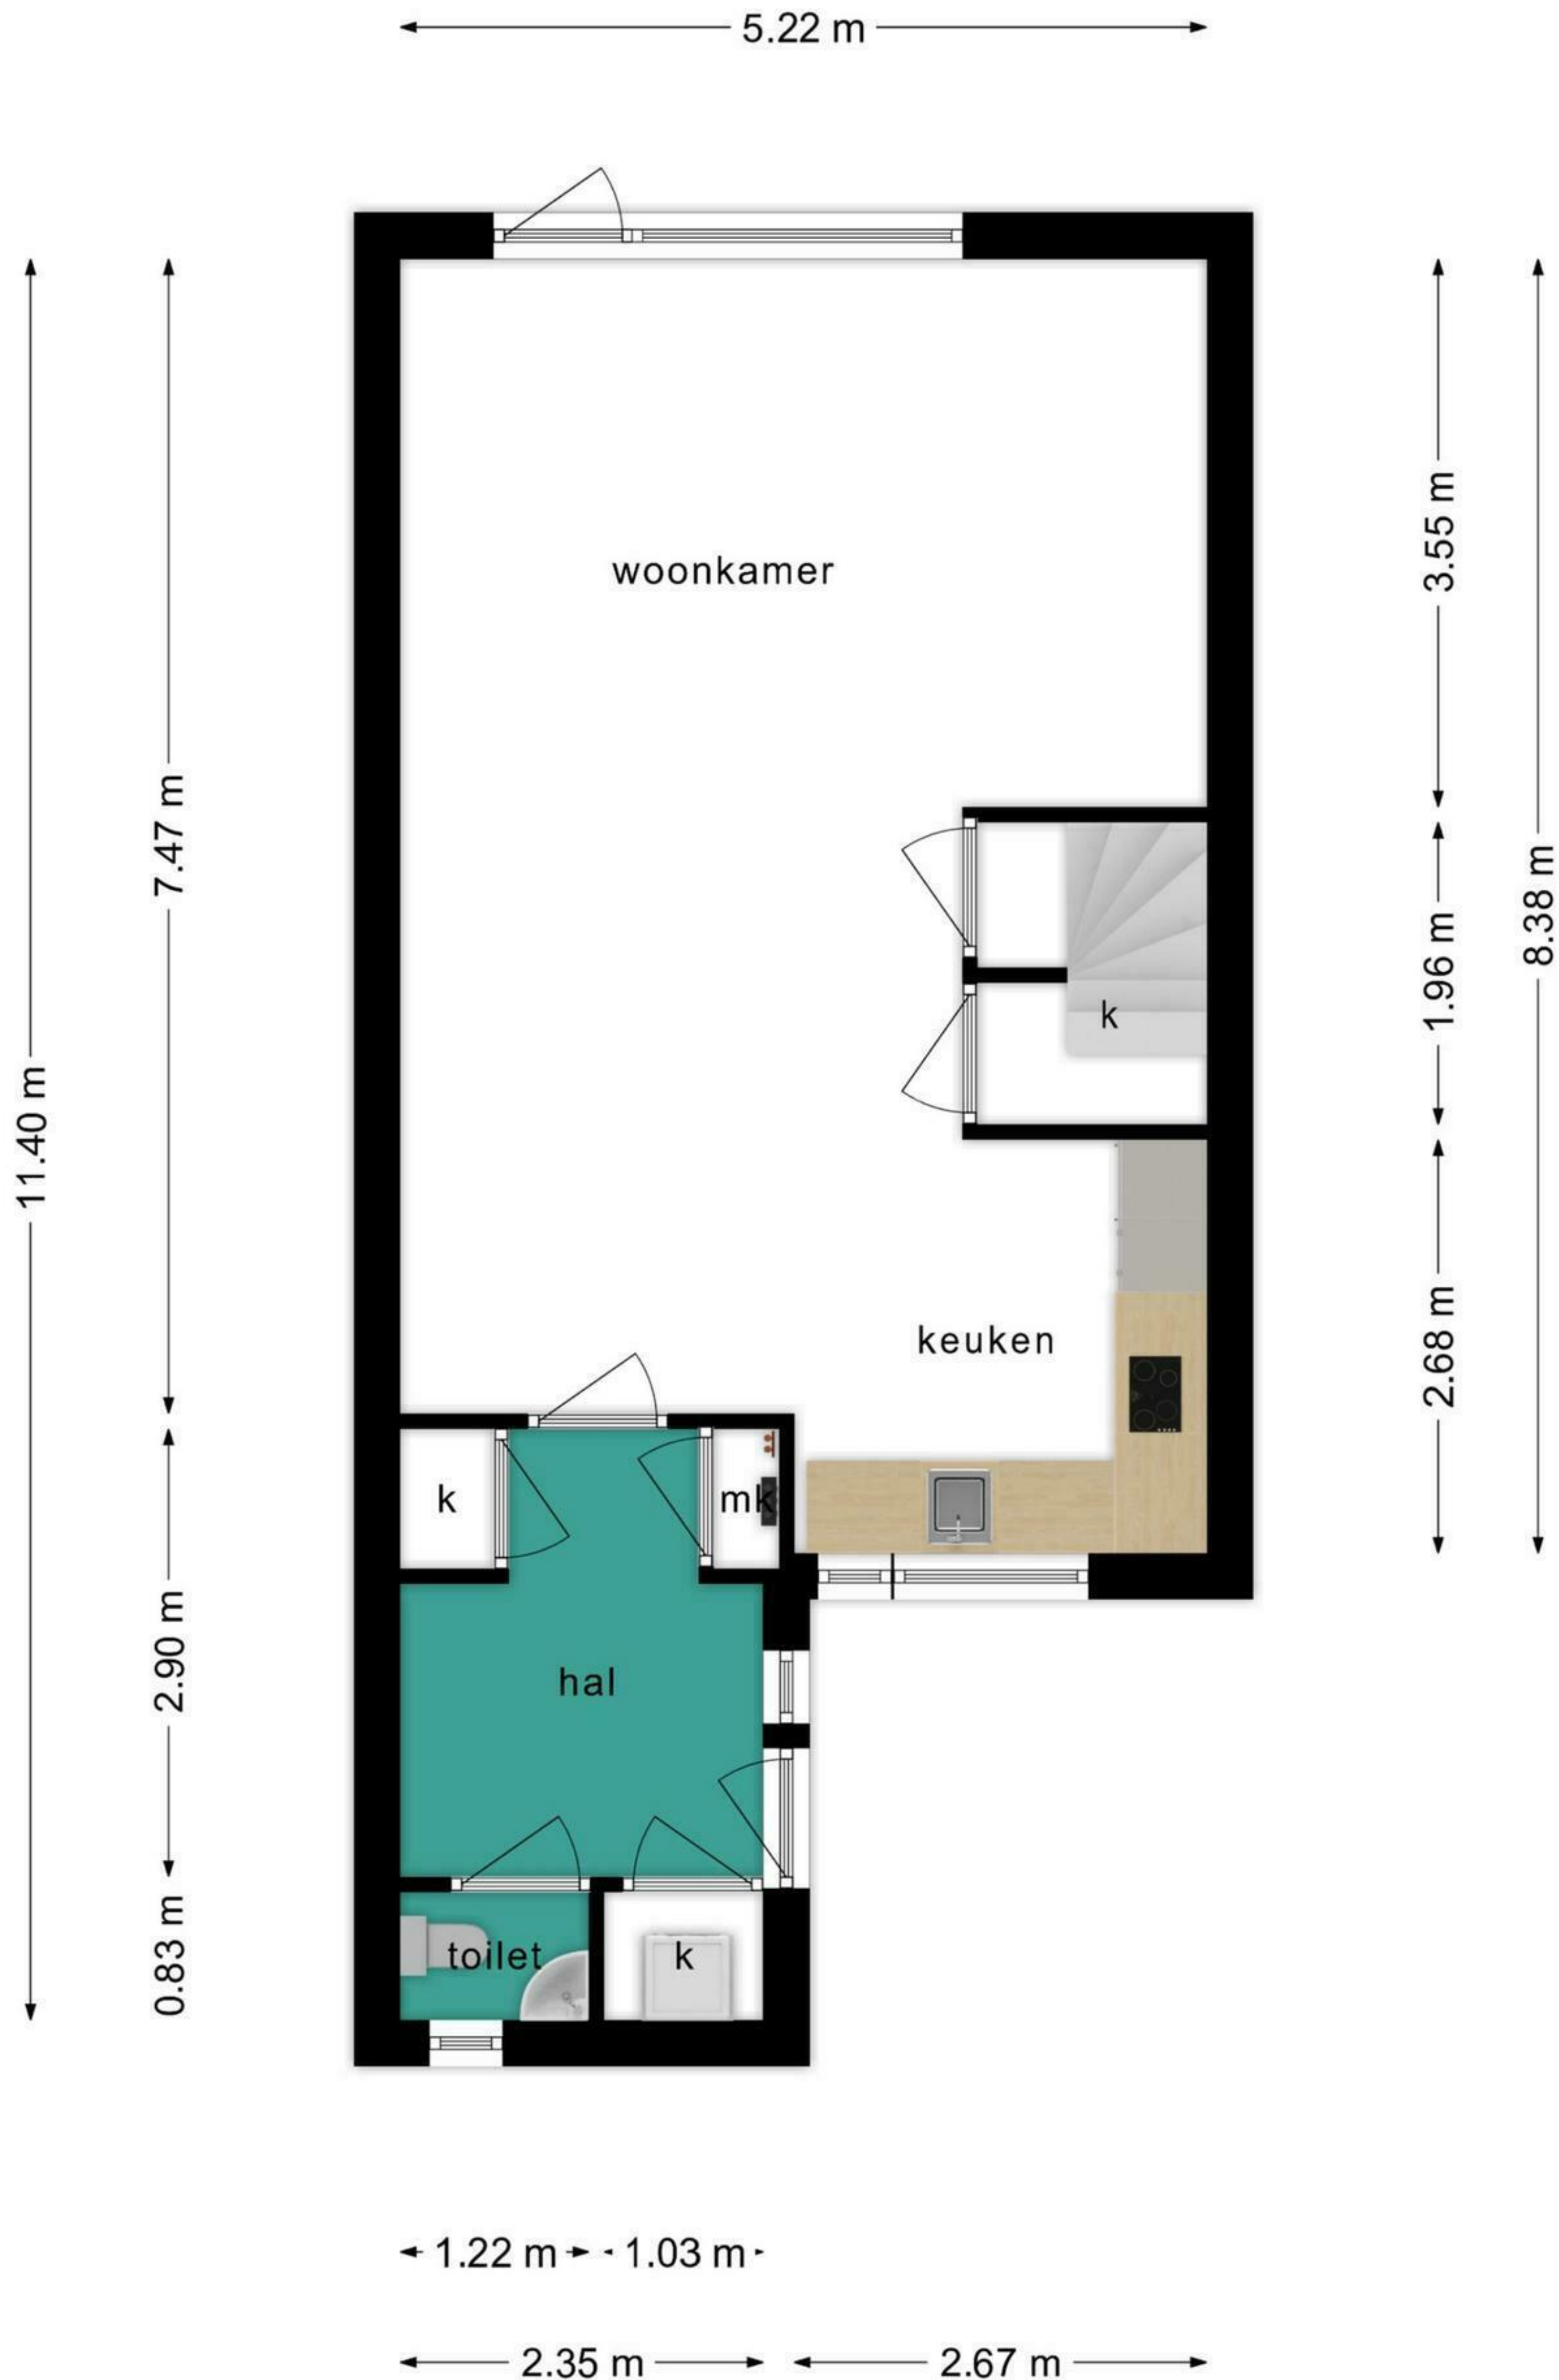 5.22 m
woonkamer
3.55 m
7.47 m
8.38 m
1.96 m
k
11.40 m
keuken
2.68 m
k
mk
2.90 m
hal
0.83 m
toilet
k
1.22 m
1.03 m
2.35 m
2.67 m